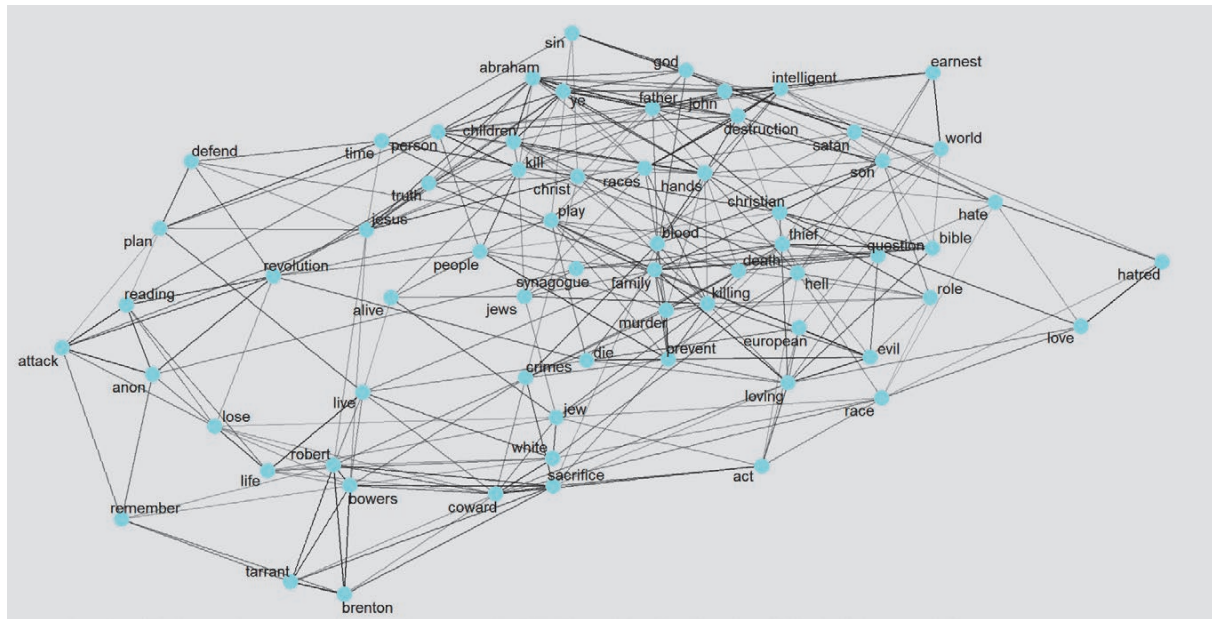 sin
god
earnest
abraham
intelligent
ye
father
john
children
destruction
world
defend
time
person
satan
kill
son
christ
races
hands
truth
christian
hate
play
jesus
plan
blood
thief
question
bible
people
death
revolution
synagogue
family
hell
hatred
reading
killing
role
alive
jews
murder
european
love
attack
die
prevent
evil
anon
crimes
loving
live
race
lose
jew
white
robert
life
sacrifice
act
bowers
coward
remember
tarrant
brenton